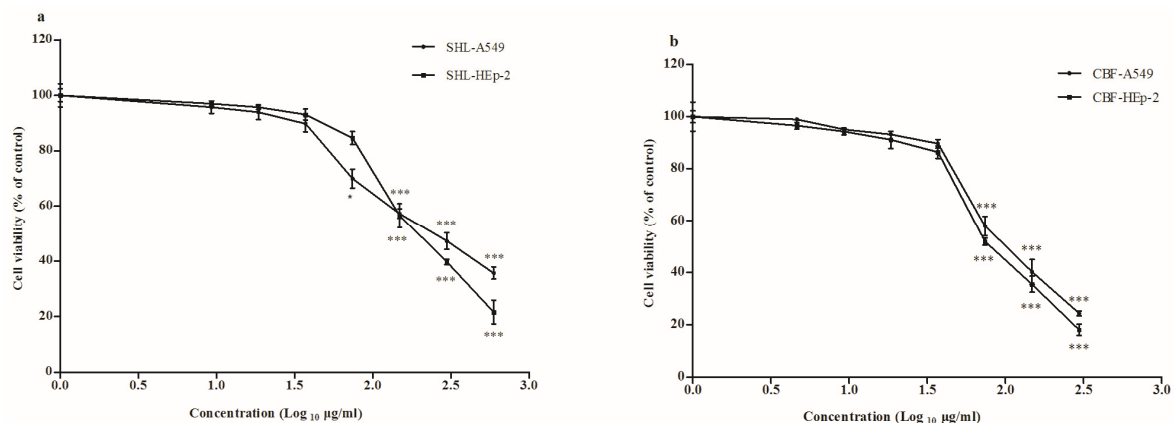 a
SHL-A549
SHL-HEp-2
Cell viability (% of control)
120
100
80
60
40
20
0
*
***
***
***
***
***
***
0.0 0.5 1.0 1.5 2.0 2.5 3.0
Concentration (Log 10 µg/ml)
b
CBF-A549
CBF-HEp-2
Cell viability (% of control)
120
100
80
60
40
20
0
***
***
***
***
***
***
0.0 0.5 1.0 1.5 2.0 2.5 3.0
Concentration (Log 10 µg/ml)